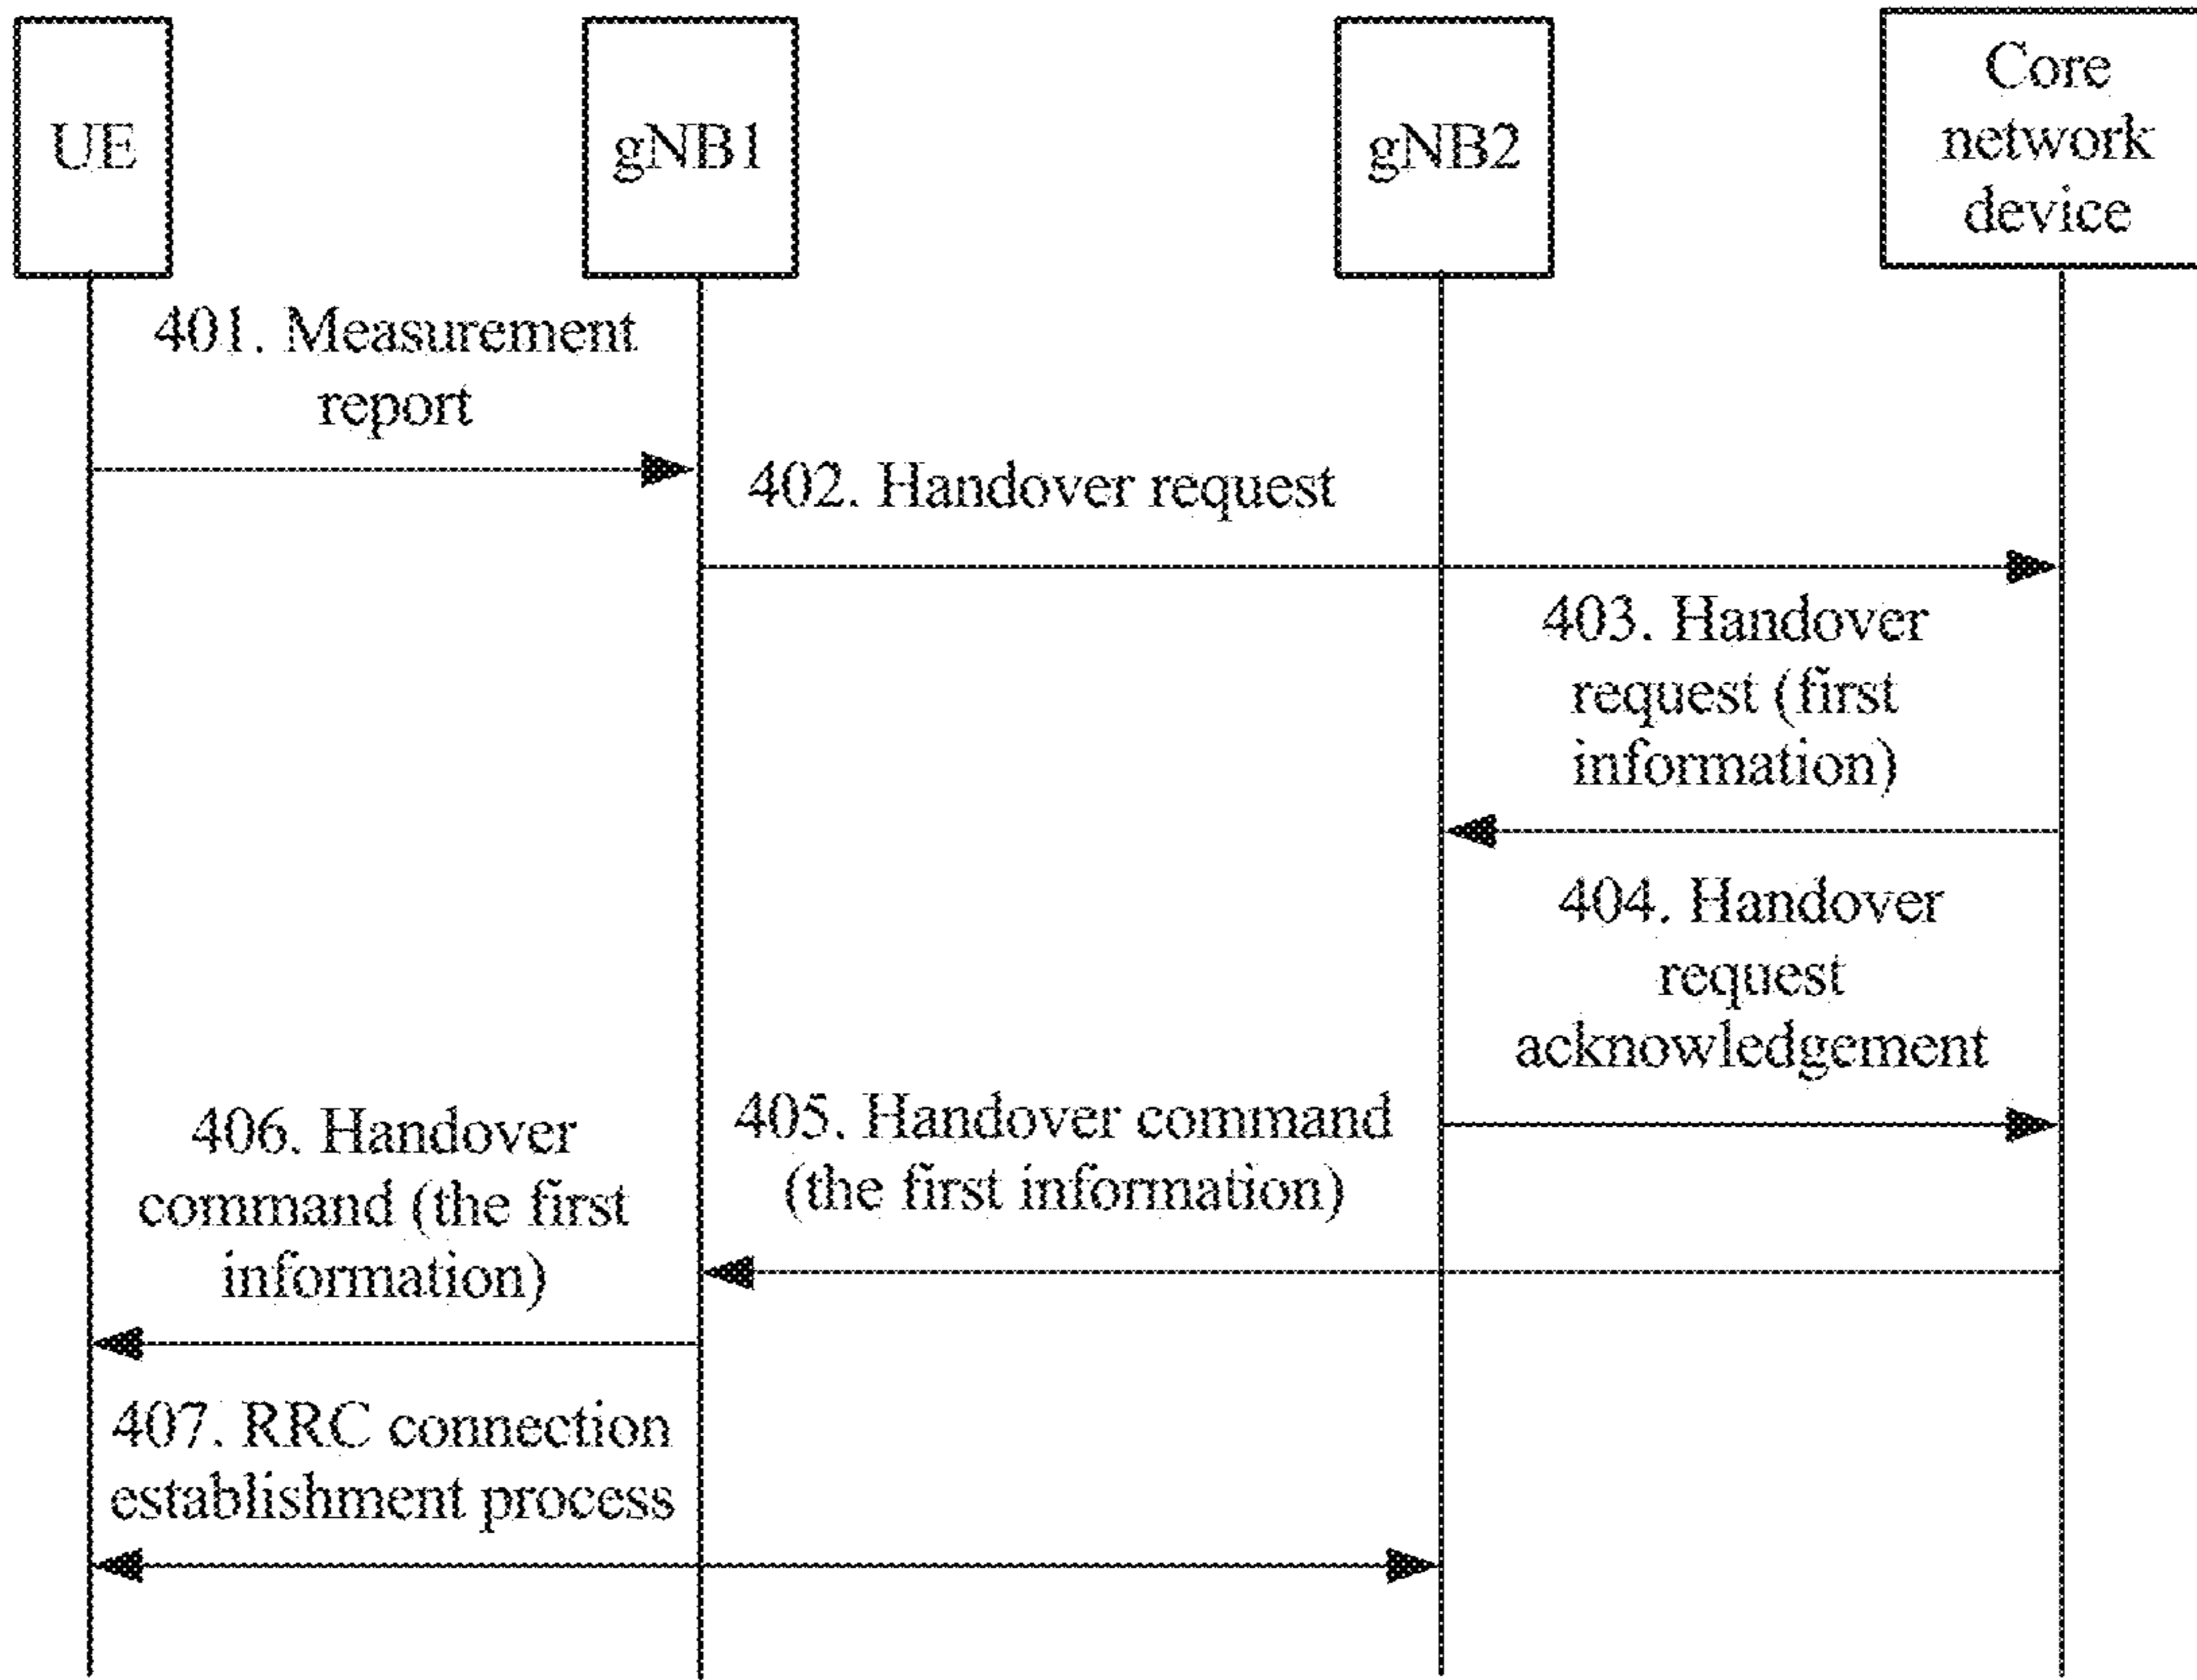 UE
gNB1
gNB2
Core
network
device
401. Measurement
report
402. Handover request
403. Handover
request (first
information)
404. Handover
request
acknowledgement
405. Handover command
(the first information)
406. Handover
command (the first
information)
407. RRC connection
establishment process